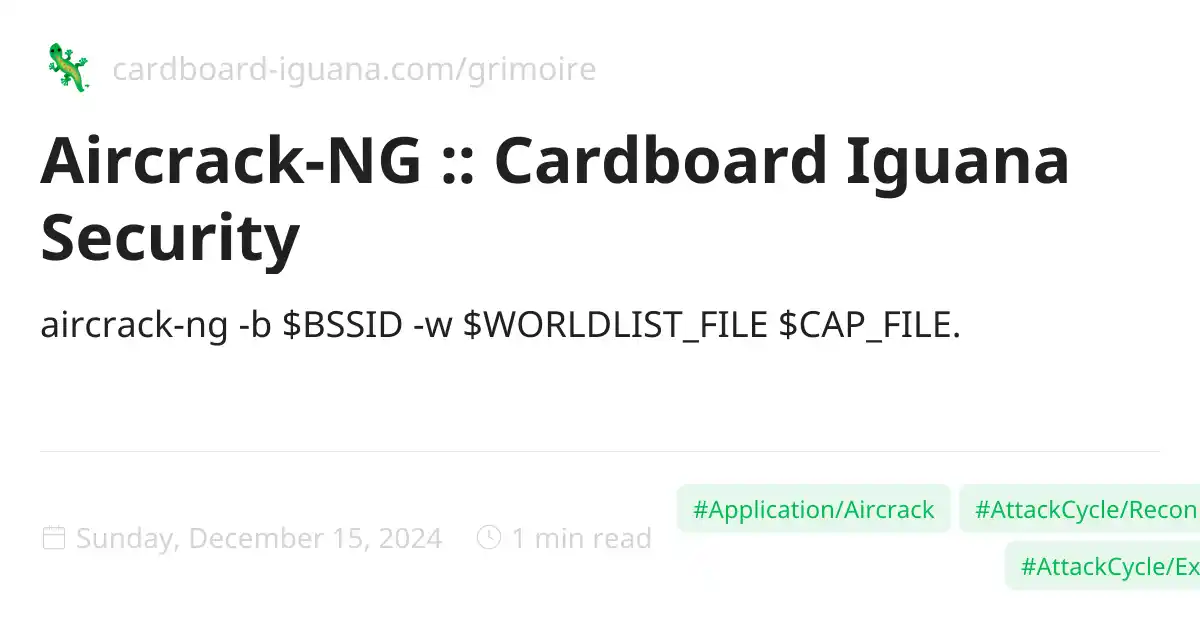 cardboard-iguana.com/grimoire
Aircrack-NG :: Cardboard Iguana
Security
aircrack-ng -b $BSSID -w $WORLDLIST_FILE $CAP_FILE.
#Application/Aircrack #AttackCycle/Recon
Sunday, December 15, 2024 1 min read
#AttackCycle/Ex